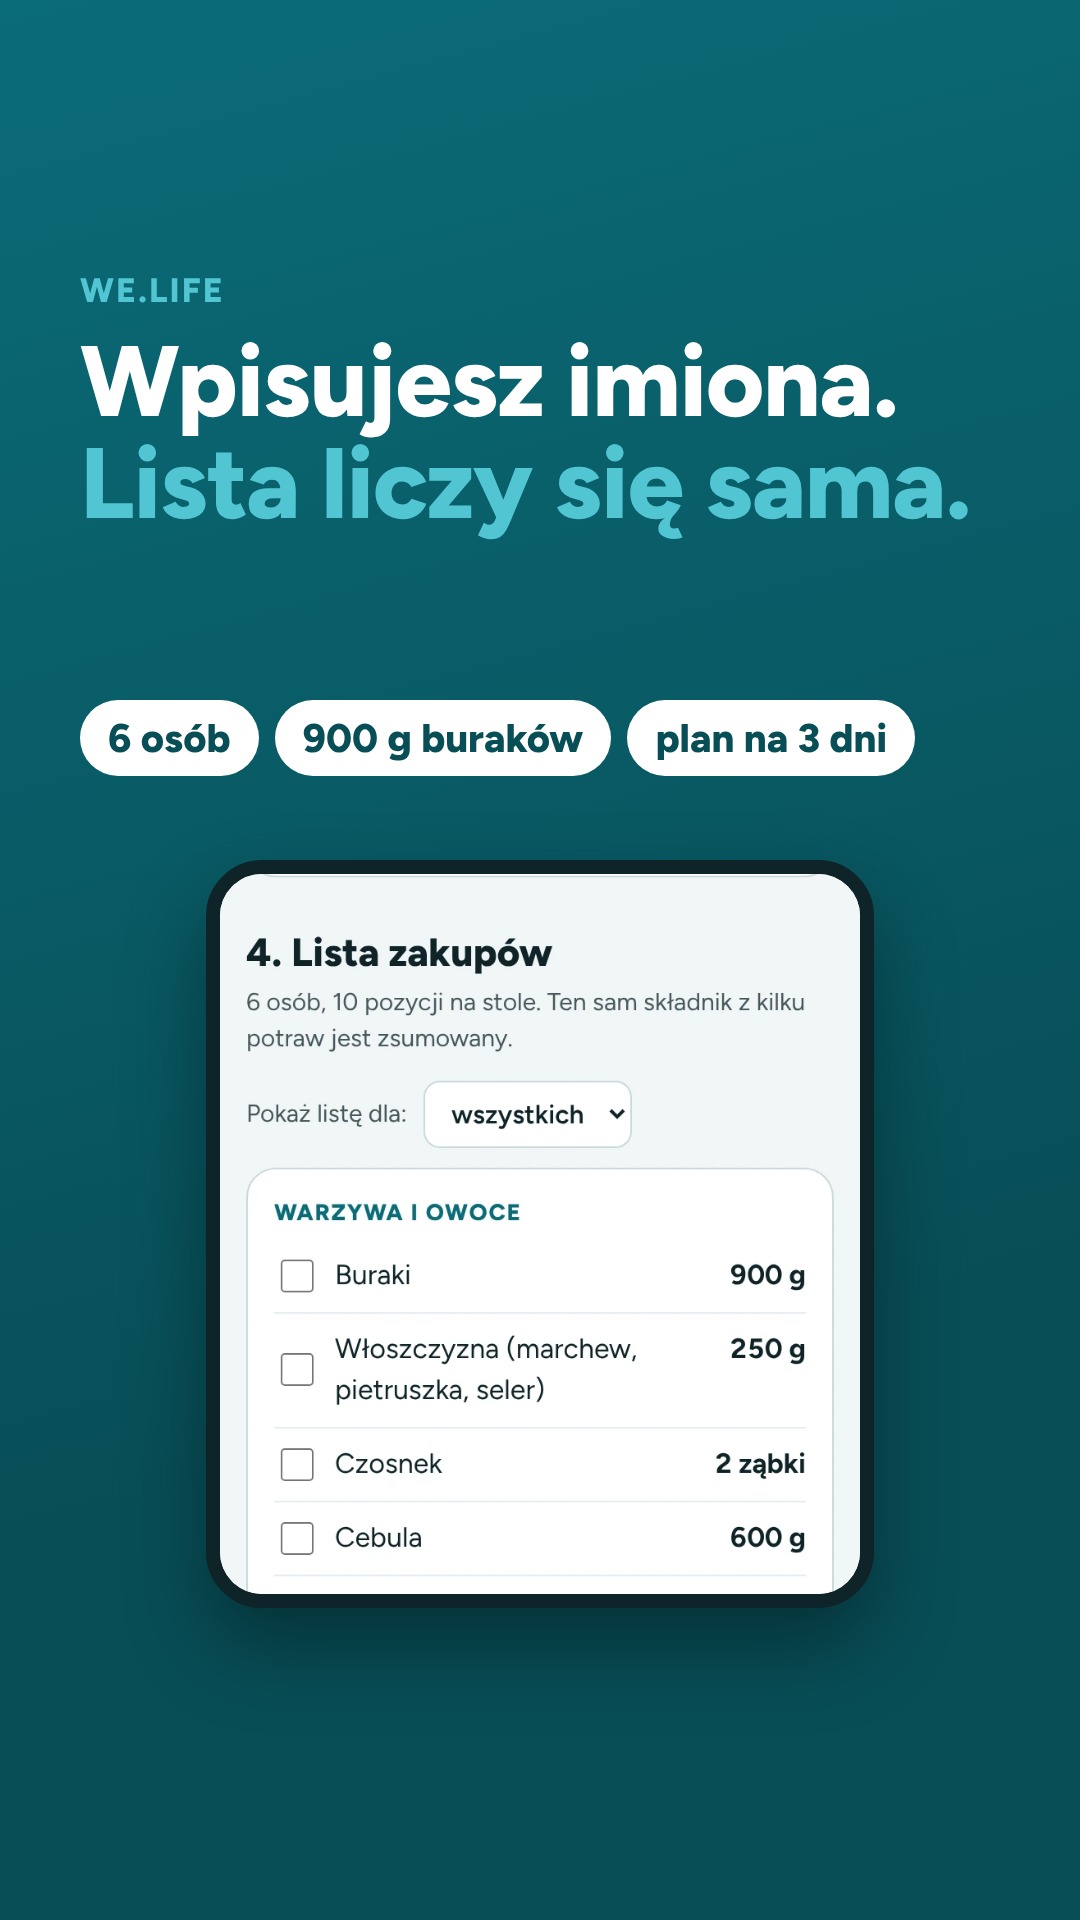 WE.LIFE
Wpisujesz imiona.
Lista liczy się sama.
6 osób
900 g buraków
plan na 3 dni
4. Lista zakupów
6 osób, 10 pozycji na stole. Ten sam składnik z kilku
potraw jest zsumowany.
Pokaż listę dla:
wszystkich
WARZYWA I OWOCE
Buraki 900 g
Włoszczyzna (marchew, 250 g
pietruszka, seler)
Czosnek 2 ząbki
Cebula 600 g